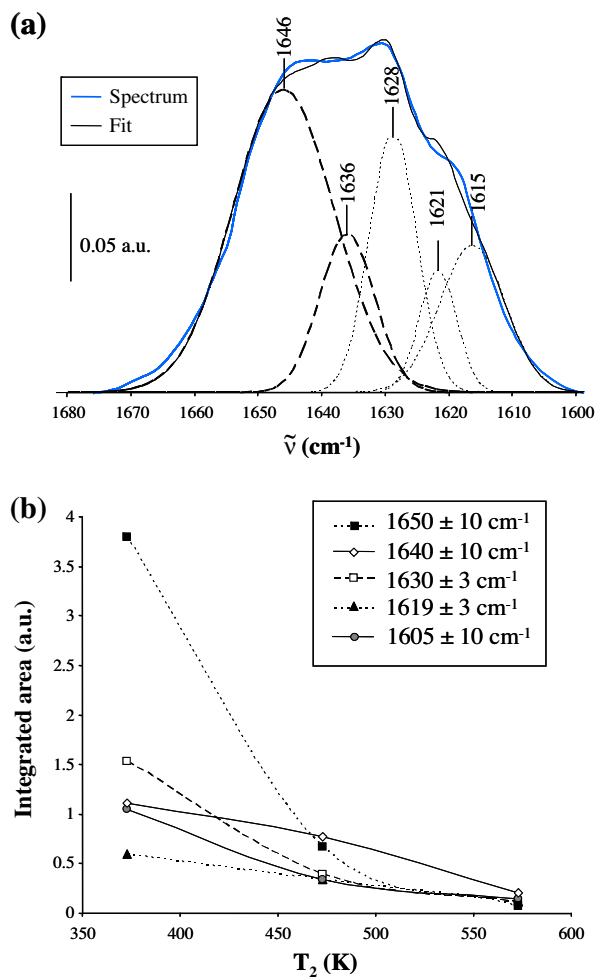 (a)
1646
1628
1636
1621
1615
Spectrum
Fit
0.05 a.u.
1680 1670 1660 1650 1640 1630 1620 1610 1600
ν̃ (cm-1)
(b)
4
3.5
3
2.5
2
1.5
1
0.5
0
Integrated area (a.u.)
1650 ± 10 cm-1
1640 ± 10 cm-1
1630 ± 3 cm-1
1619 ± 3 cm-1
1605 ± 10 cm-1
350 400 450 500 550 600
T2 (K)